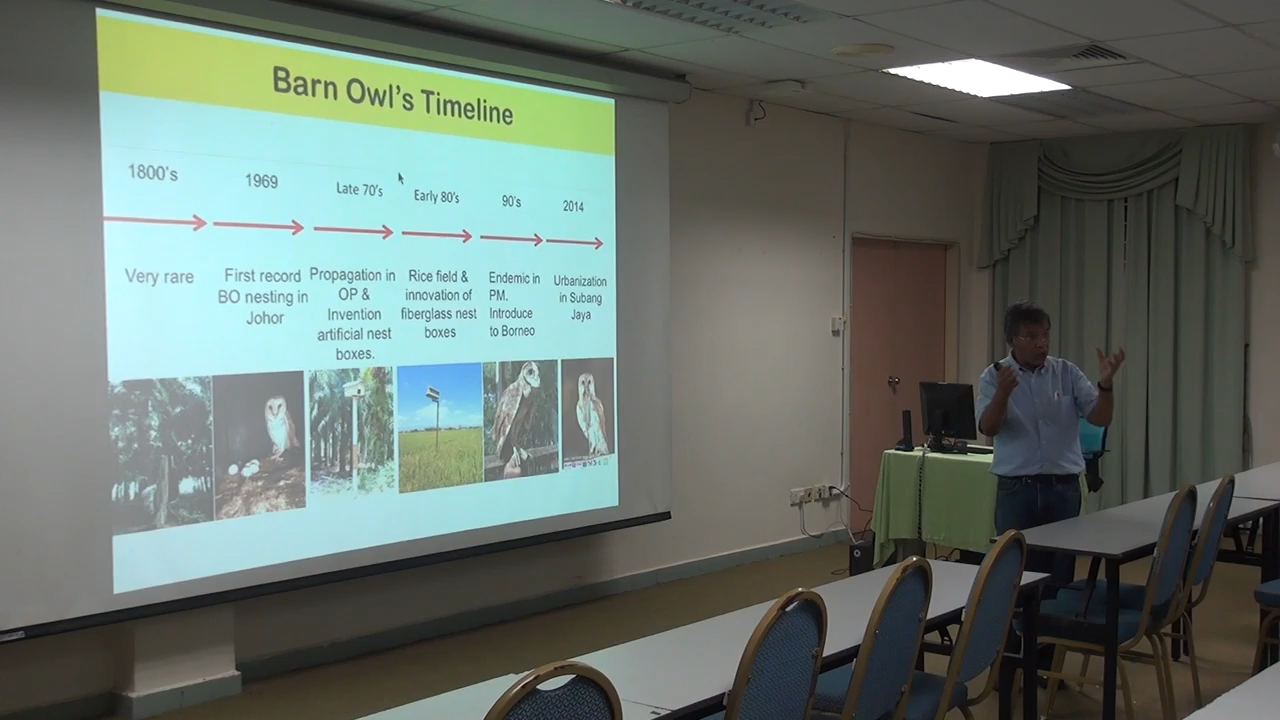 Barn Owl's Timeline
1800's
1969
Late 70's
Early 80's
90's
2014
Very rare
First record
BO nesting in
Johor
Propagation in
OP &
Invention
artificial nest
boxes.
Rice field &
innovation of
fiberglass nest
boxes
Endemic in
PM.
Introduce
to Borneo
Urbanization
in Subang
Jaya